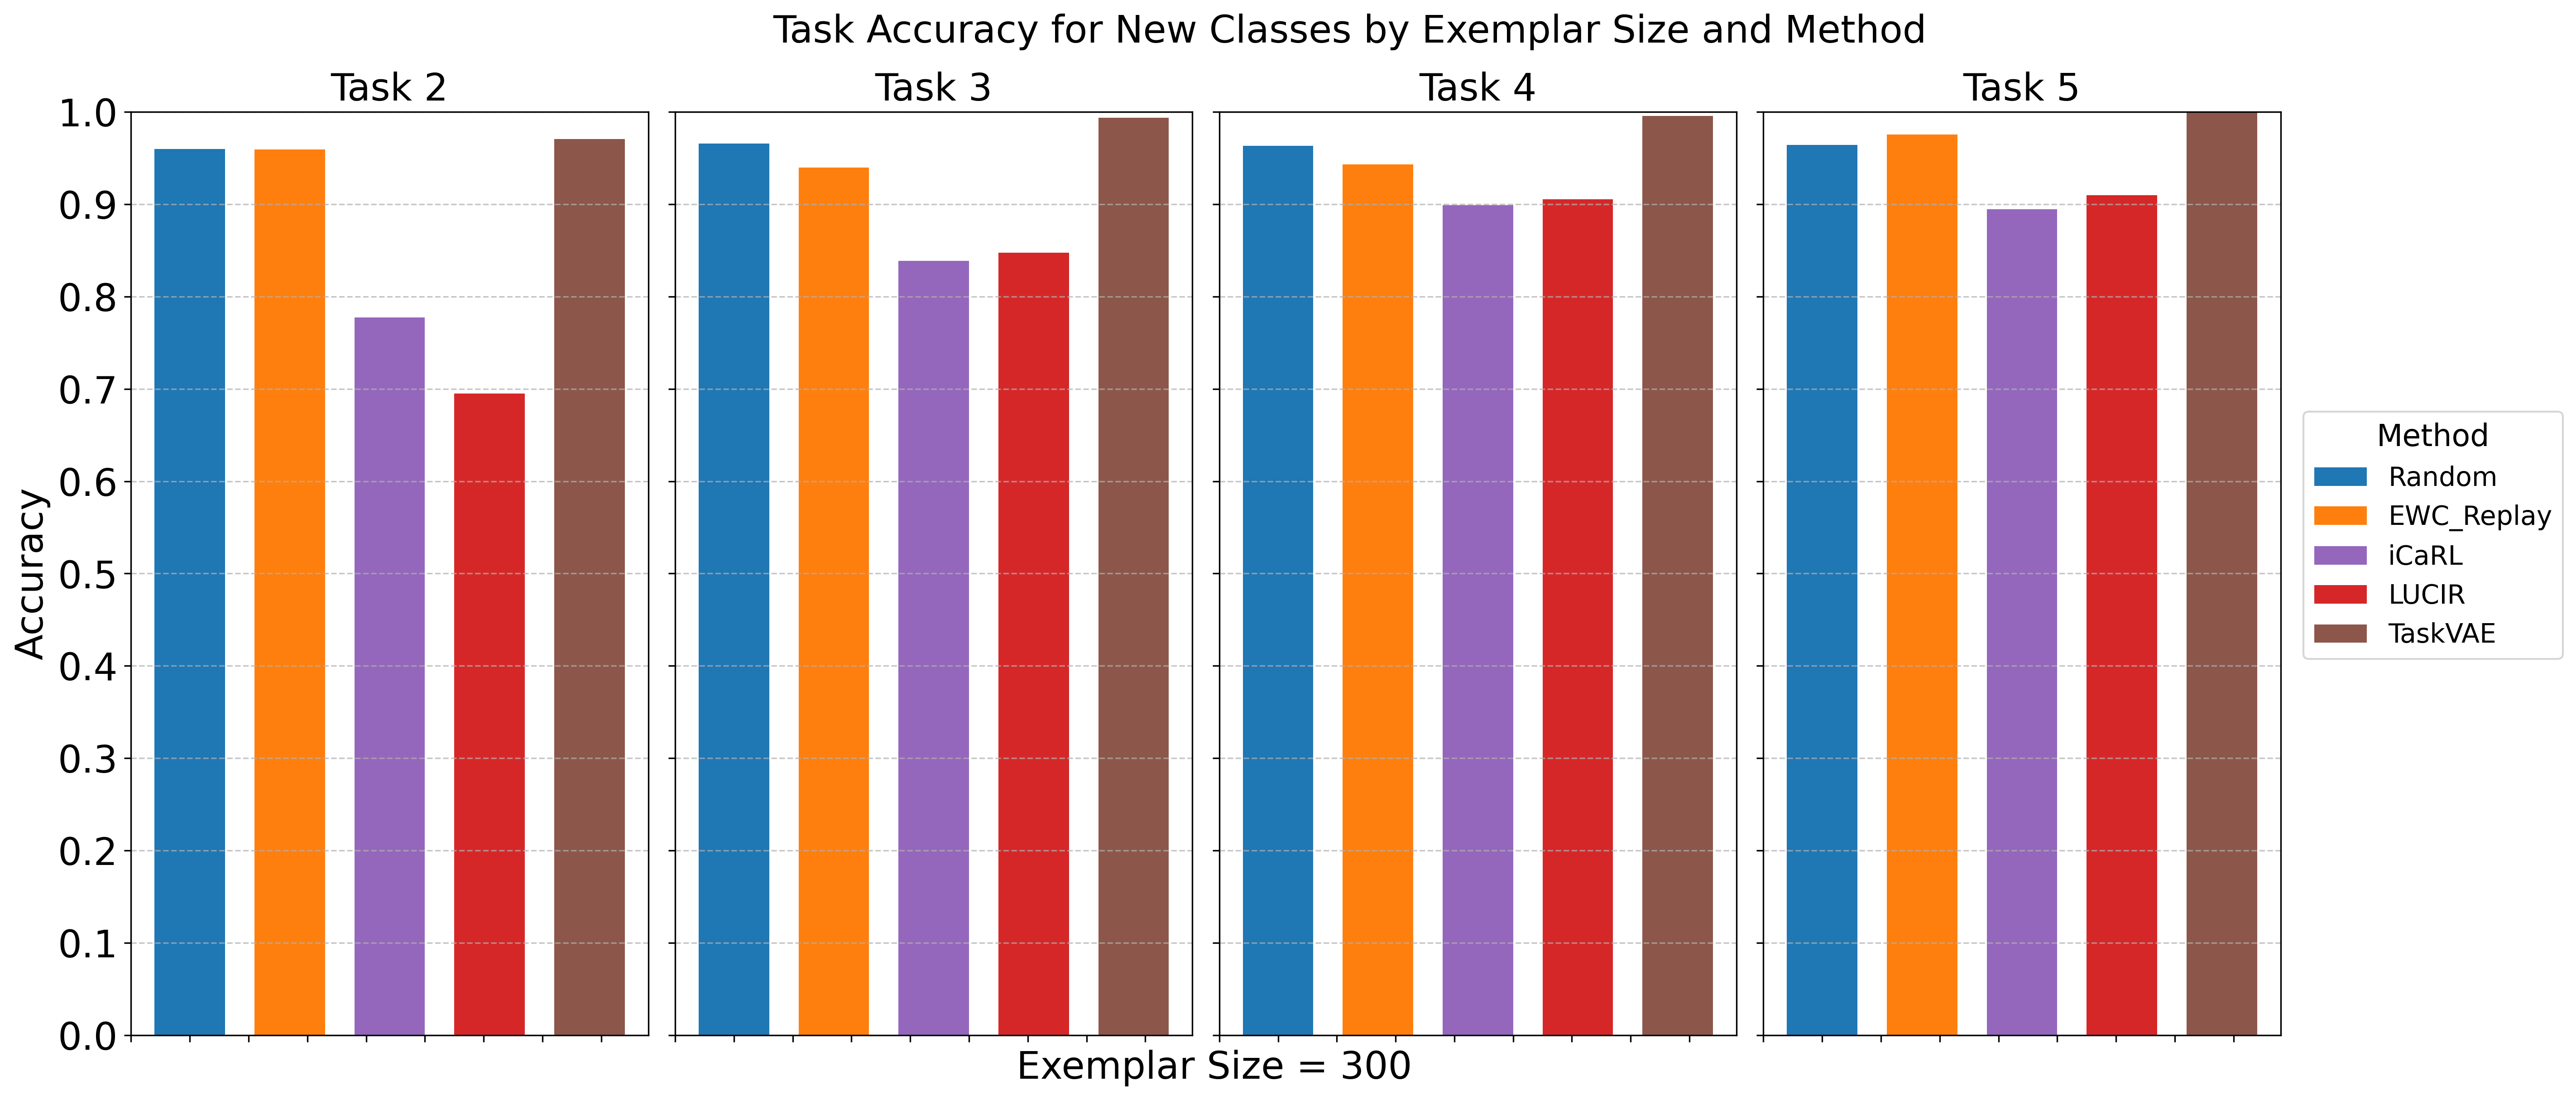 Task Accuracy for New Classes by Exemplar Size and Method
Task 2
Task 3
Task 4
Task 5
1.0
0.9
0.8
0.7
0.6
0.5
0.4
0.3
0.2
0.1
0.0
Accuracy
Exemplar Size = 300
Method
Random
EWC_Replay
iCaRL
LUCIR
TaskVAE